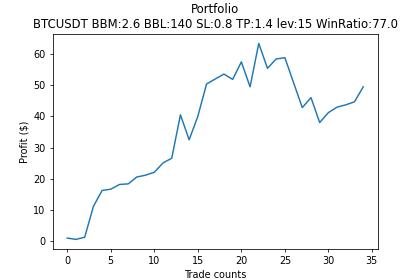 Portfolio
BTCUSDT BBM:2.6 BBL:140 SL:0.8 TP:1.4 lev:15 WinRatio:77.0
Profit ($)
60
50
40
30
20
10
0
0 5 10 15 20 25 30 35
Trade counts